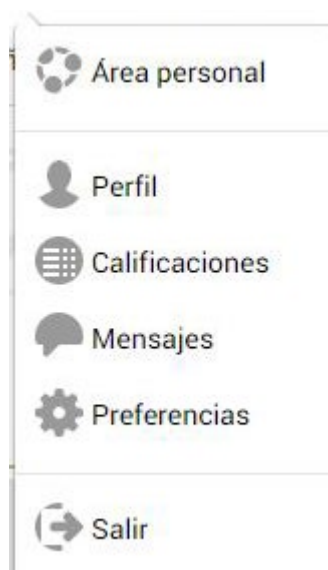 Área personal
Perfil
Calificaciones
Mensajes
Preferencias
Salir